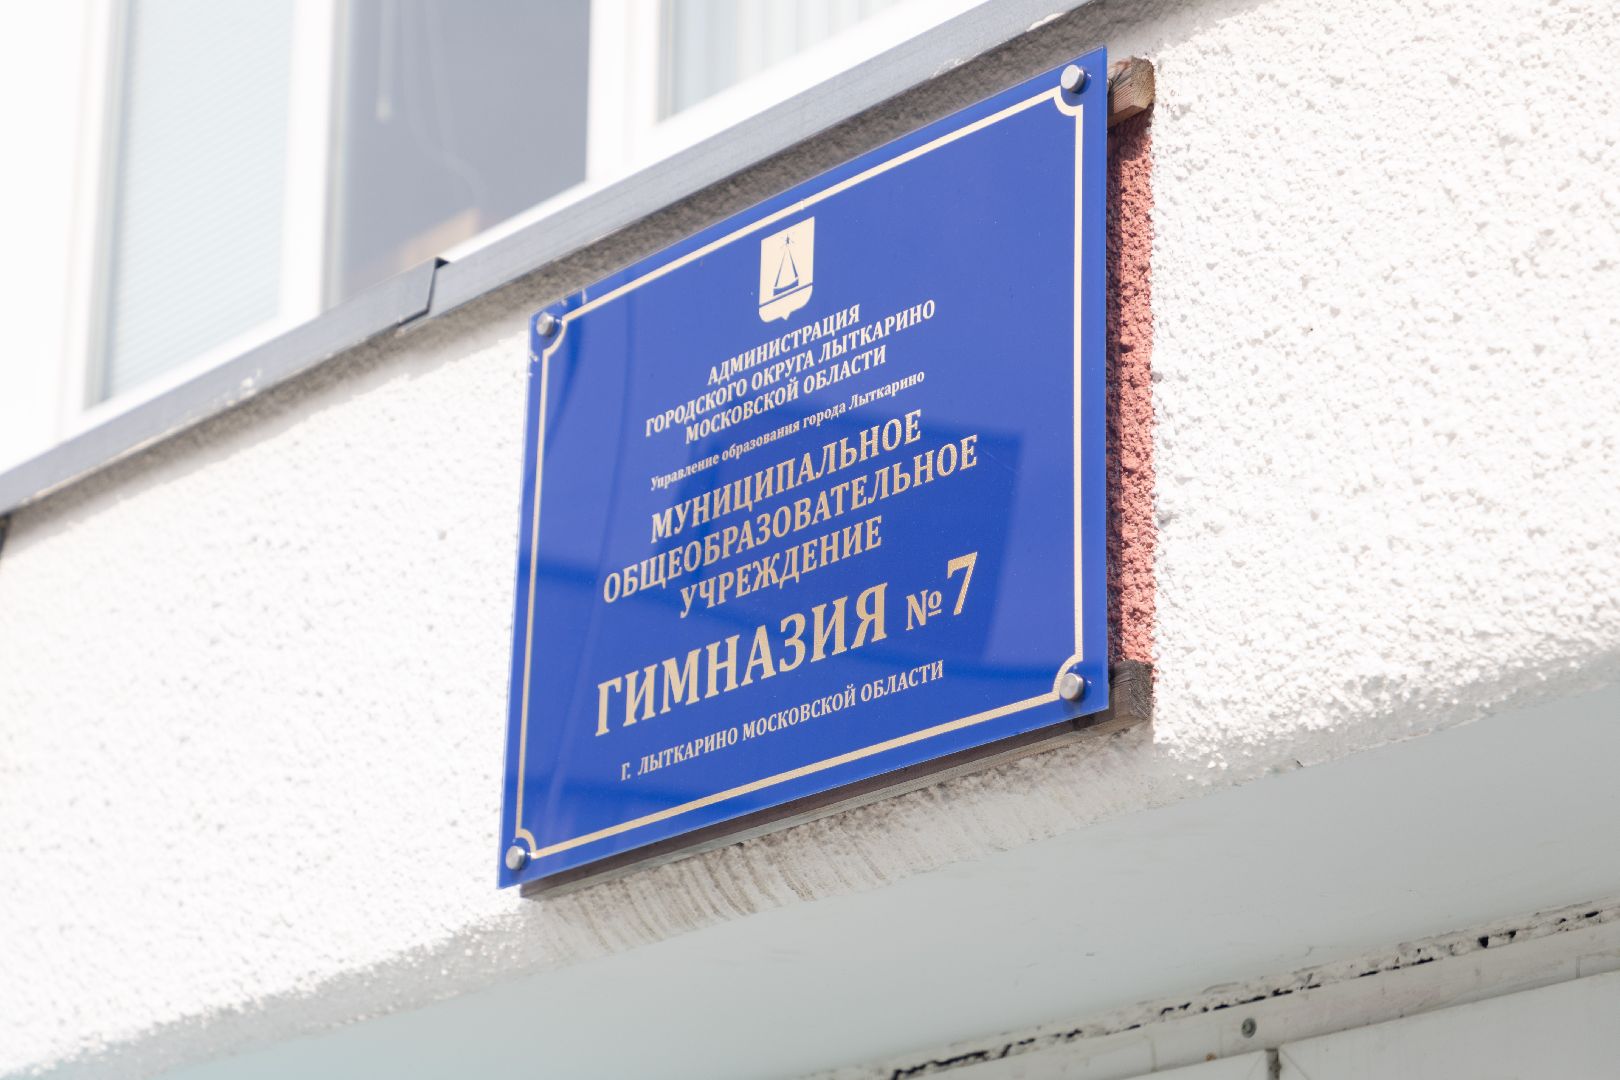 АДМИНИСТРАЦИЯ
ГОРОДСКОГО ОКРУГА ЛЫТКАРИНО
МОСКОВСКОЙ ОБЛАСТИ
Управление образования города Лыткарино
МУНИЦИПАЛЬНОЕ
ОБЩЕОБРАЗОВАТЕЛЬНОЕ
УЧРЕЖДЕНИЕ
ГИМНАЗИЯ №7
Г. ЛЫТКАРИНО МОСКОВСКОЙ ОБЛАСТИ